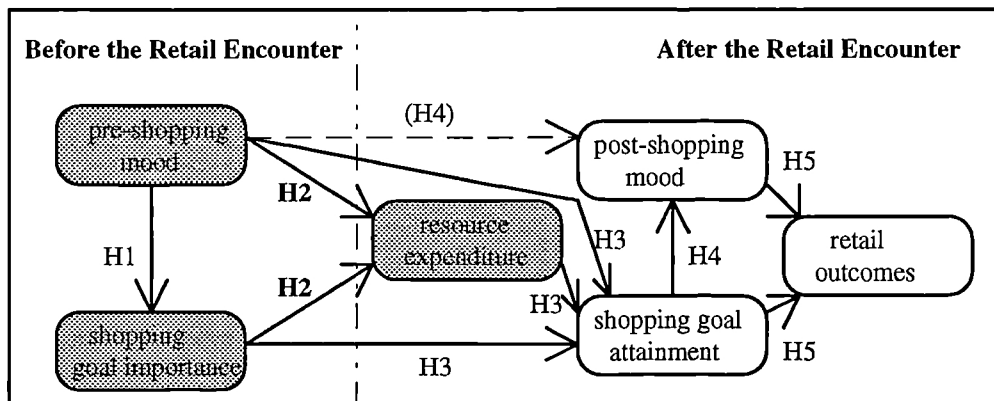 Before the Retail Encounter
After the Retail Encounter
(H4)
pre-shopping
mood
post-shopping
mood
H5
H2
resource
expenditure
H3
H4
retail
outcomes
H1
H2
H3
shopping
goal importance
H3
shopping goal
attainment
H5